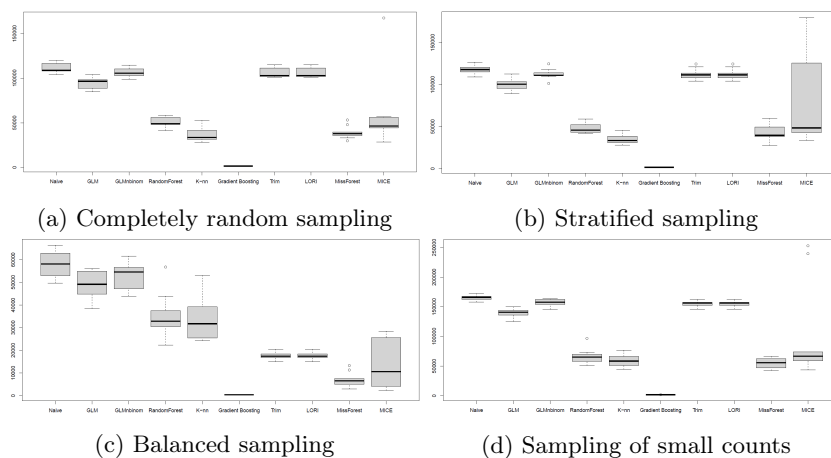 150000
100000
50000
0
Naive GLM GLMnbinom RandomForest K-nn Gradient Boosting Trim LORI MissForest MICE
(a) Completely random sampling
150000
100000
50000
0
Naive GLM GLMnbinom RandomForest K-nn Gradient Boosting Trim LORI MissForest MICE
(b) Stratified sampling
60000
50000
40000
30000
20000
10000
0
Naive GLM GLMnbinom RandomForest K-nn Gradient Boosting Trim LORI MissForest MICE
(c) Balanced sampling
250000
200000
150000
100000
50000
0
Naive GLM GLMnbinom RandomForest K-nn Gradient Boosting Trim LORI MissForest MICE
(d) Sampling of small counts